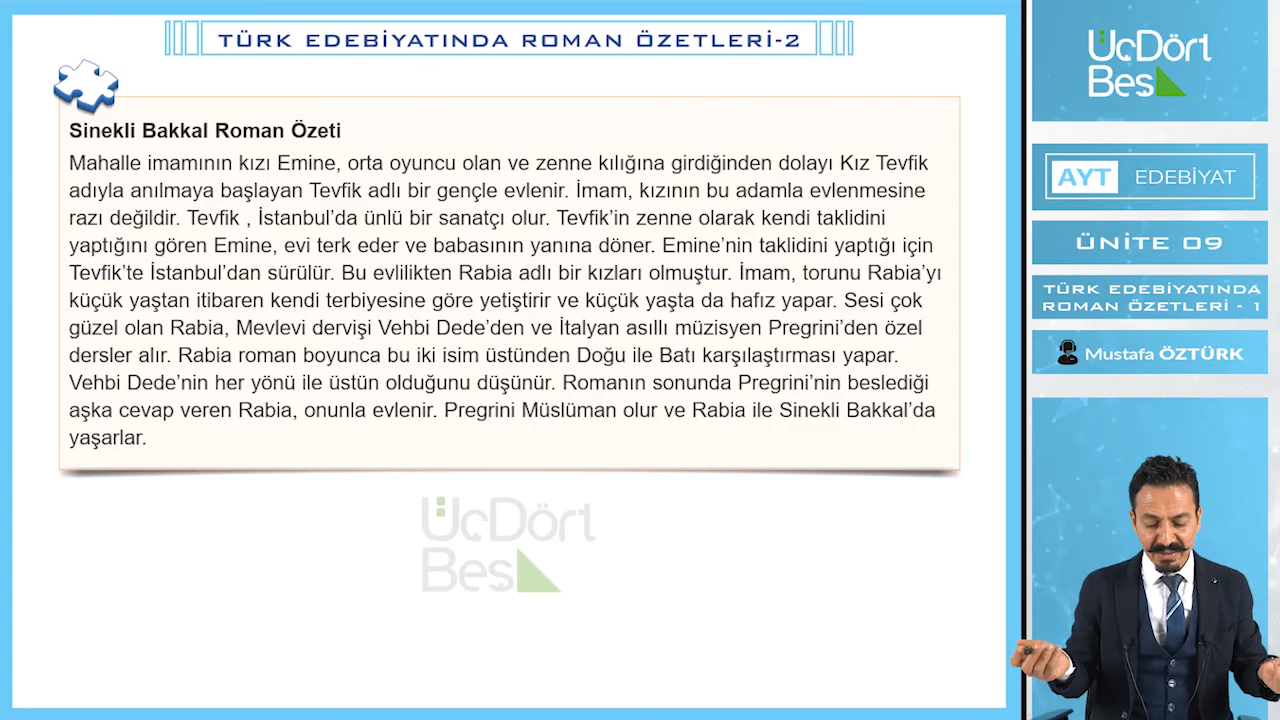 TÜRK EDEBİYATINDA ROMAN ÖZETLERİ-2
Sinekli Bakkal Roman Özeti
Mahalle imamının kızı Emine, orta oyuncu olan ve zenne kılığına girdiğinden dolayı Kız Tevfik
adıyla anılmaya başlayan Tevfik adlı bir gençle evlenir. İmam, kızının bu adamla evlenmesine
razı değildir. Tevfik , İstanbul’da ünlü bir sanatçı olur. Tevfik’in zenne olarak kendi taklidini
yaptığını gören Emine, evi terk eder ve babasının yanına döner. Emine’nin taklidini yaptığı için
Tevfik’te İstanbul’dan sürülür. Bu evlilikten Rabia adlı bir kızları olmuştur. İmam, torunu Rabia’yı
küçük yaştan itibaren kendi terbiyesine göre yetiştirir ve küçük yaşta da hafız yapar. Sesi çok
güzel olan Rabia, Mevlevi dervişi Vehbi Dede’den ve İtalyan asıllı müzisyen Pregrini’den özel
dersler alır. Rabia roman boyunca bu iki isim üstünden Doğu ile Batı karşılaştırması yapar.
Vehbi Dede’nin her yönü ile üstün olduğunu düşünür. Romanın sonunda Pregrini’nin beslediği
aşka cevap veren Rabia, onunla evlenir. Pregrini Müslüman olur ve Rabia ile Sinekli Bakkal’da
yaşarlar.
ÜçDört
Beş
ÜçDört
Beş
AYT EDEBİYAT
ÜNİTE 09
TÜRK EDEBİYATINDA
ROMAN ÖZETLERİ - 1
Mustafa ÖZTÜRK